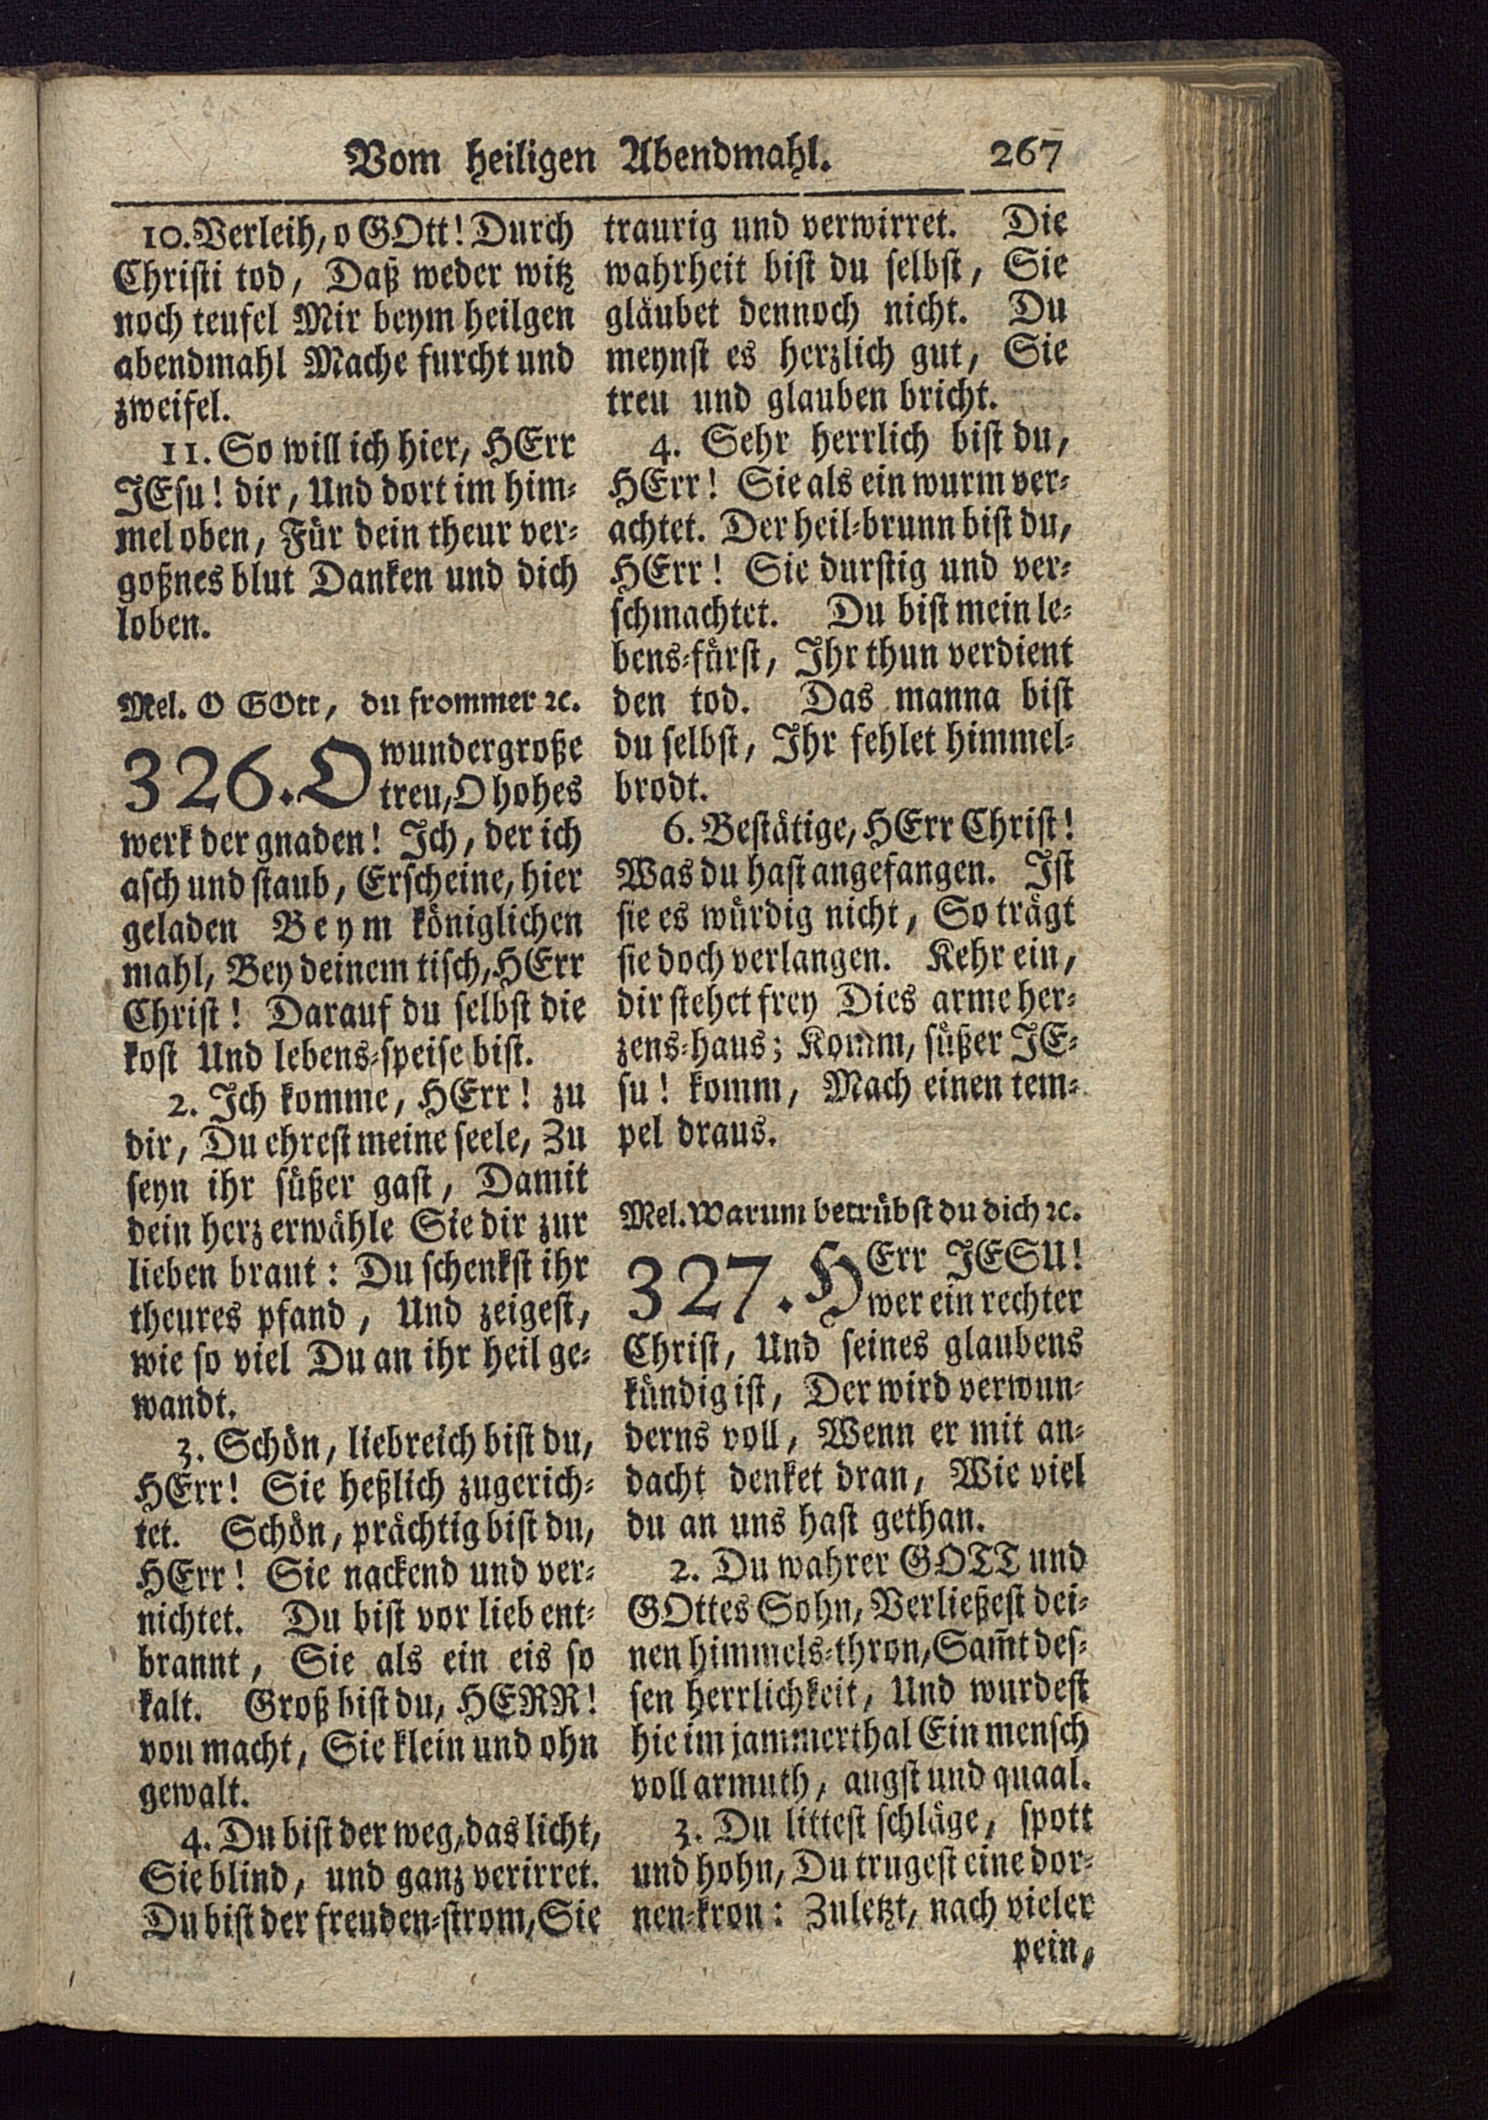 Vom heiligen Abendmahl. 267
10. Verleih, o GOtt! Durch
Christi tod, Daß weder witz
noch teufel Mir beym heilgen
abendmahl Mache furcht und
zweifel.
11. So will ich hier, HErr
JEsu! dir, Und dort im him-
mel oben, Für dein theur ver-
goßnes blut Danken und dich
loben.
Mel. O GOtt, du frommer ꝛc.
326. O wundergroße
treu, O hohes
werk der gnaden! Ich, der ich
asch und staub, Erscheine, hier
geladen Beym königlichen
mahl, Bey deinem tisch, HErr
Christ! Darauf du selbst die
kost Und lebens-speise bist.
2. Ich komme, HErr! zu
dir, Du ehrest meine seele, Zu
seyn ihr süßer gast, Damit
dein herz erwähle Sie dir zur
lieben braut: Du schenkst ihr
theures pfand, Und zeigest,
wie so viel Du an ihr heil ge-
wandt.
3. Schön, liebreich bist du,
HErr! Sie heßlich zugerich-
tet. Schön, prächtig bist du,
HErr! Sie nackend und ver-
nichtet. Du bist vor lieb ent-
brannt, Sie als ein eis so
kalt. Groß bist du, HERR!
von macht, Sie klein und ohn
gewalt.
4. Du bist der weg, das licht,
Sie blind, und ganz verirret.
Du bist der freuden-strom, Sie
traurig und verwirret. Die
wahrheit bist du selbst, Sie
gläubet dennoch nicht. Du
meynst es herzlich gut, Sie
treu und glauben bricht.
4. Sehr herrlich bist du,
HErr! Sie als ein wurm ver-
achtet. Der heil-brunn bist du,
HErr! Sie durstig und ver-
schmachtet. Du bist mein le-
bens-fürst, Ihr thun verdient
den tod. Das manna bist
du selbst, Ihr fehlet himmel-
brodt.
6. Bestätige, HErr Christ!
Was du hast angefangen. Ist
sie es würdig nicht, So trägt
sie doch verlangen. Kehr ein,
dir stehet frey Dies arme her-
zens-haus; Komm, süßer JE-
su! komm, Mach einen tem-
pel draus.
Mel. Warum betrübst du dich ꝛc.
327. HErr JESU!
wer ein rechter
Christ, Und seines glaubens
kündig ist, Der wird verwun-
derns voll, Wenn er mit an-
dacht denket dran, Wie viel
du an uns hast gethan.
2. Du wahrer GOTT und
GOttes Sohn, Verließest dei-
nen himmels-thron, Sam̃t des-
sen herrlichkeit, Und wurdest
hie im jammerthal Ein mensch
voll armuth, angst und quaal.
3. Du littest schläge, spott
und hohn, Du trugest eine dor-
nen-kron: Zuletzt, nach vieler
pein,